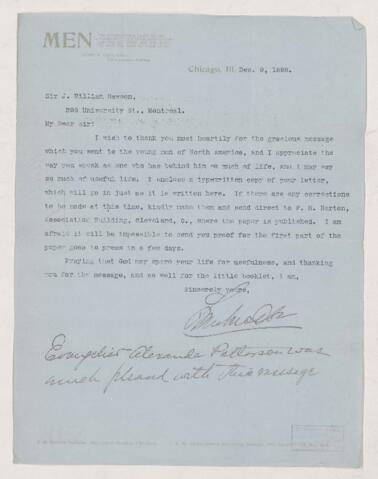 MEN
Chicago, Ill. Dec. 9, 1898.
Sir J. William Dawson,
293 University St., Montreal.
My Dear Sir:
I wish to thank you most heartily for the gracious message
which you sent to the young men of North America, and I appreciate the
way you speak as one who has behind him so much of life, and I may say
so much of useful life. I enclose a typewritten copy of your letter,
which will go in just as it is written here. If there are any corrections
to be made at this time, kindly make them and send direct to F. H. Barton,
Association Building, Cleveland, O., where the paper is published. I am
afraid it will be impossible to send you proof for the first part of the
paper goes to press in a few days.
Praying that God may spare your life for usefulness, and thanking
you for the message, and as well for the little booklet, I am,
Sincerely yours,
Evangelist Alexander Patterson was
much pleased with this message